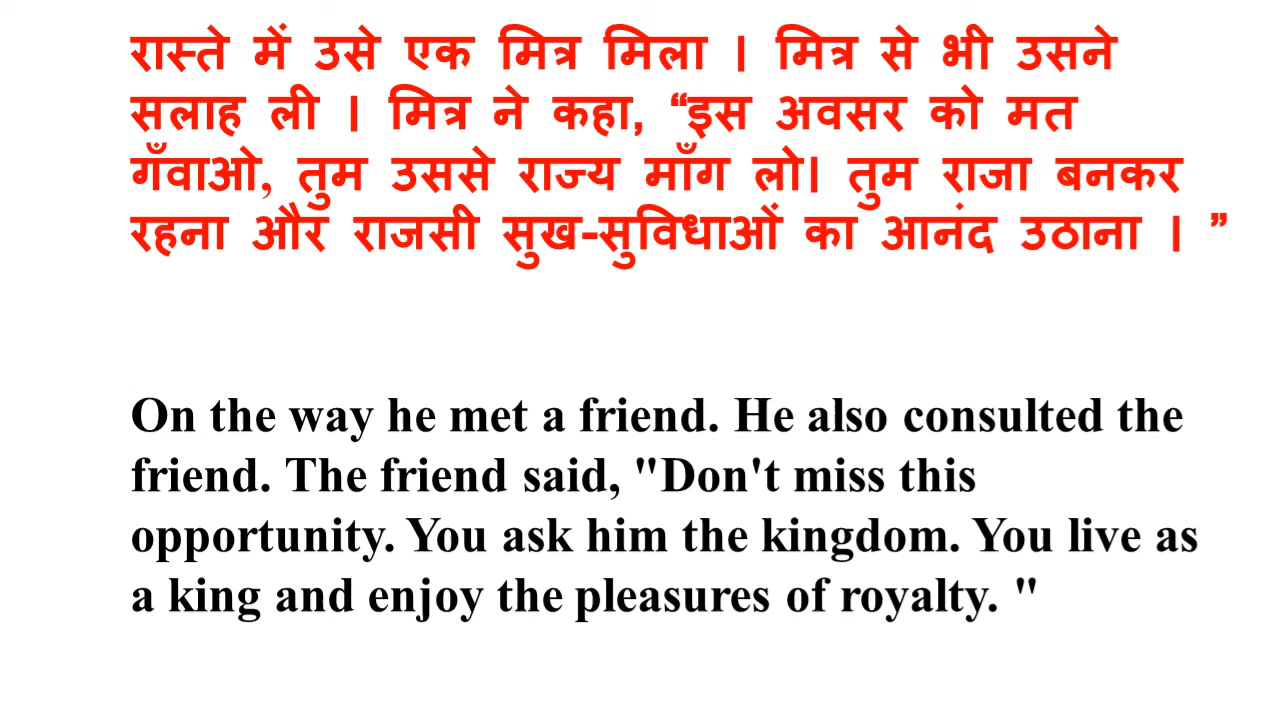 रास्ते में उसे एक मित्र मिला । मित्र से भी उसने
सलाह ली । मित्र ने कहा, “इस अवसर को मत
गँवाओ, तुम उससे राज्य माँग लो। तुम राजा बनकर
रहना और राजसी सुख-सुविधाओं का आनंद उठाना । ”
On the way he met a friend. He also consulted the
friend. The friend said, "Don't miss this
opportunity. You ask him the kingdom. You live as
a king and enjoy the pleasures of royalty. "